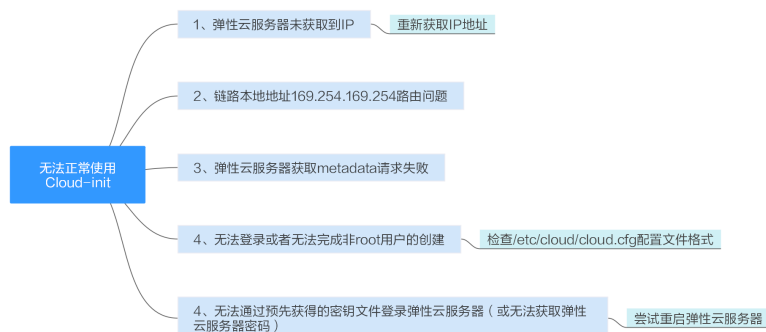 1、弹性云服务器未获取到IP
重新获取IP地址
2、链路本地地址169.254.169.254路由问题
无法正常使用
Cloud-init
3、弹性云服务器获取metadata请求失败
4、无法登录或者无法完成非root用户的创建
检查/etc/cloud/cloud.cfg配置文件格式
4、无法通过预先获得的密钥文件登录弹性云服务器（或无法获取弹性
云服务器密码）
尝试重启弹性云服务器